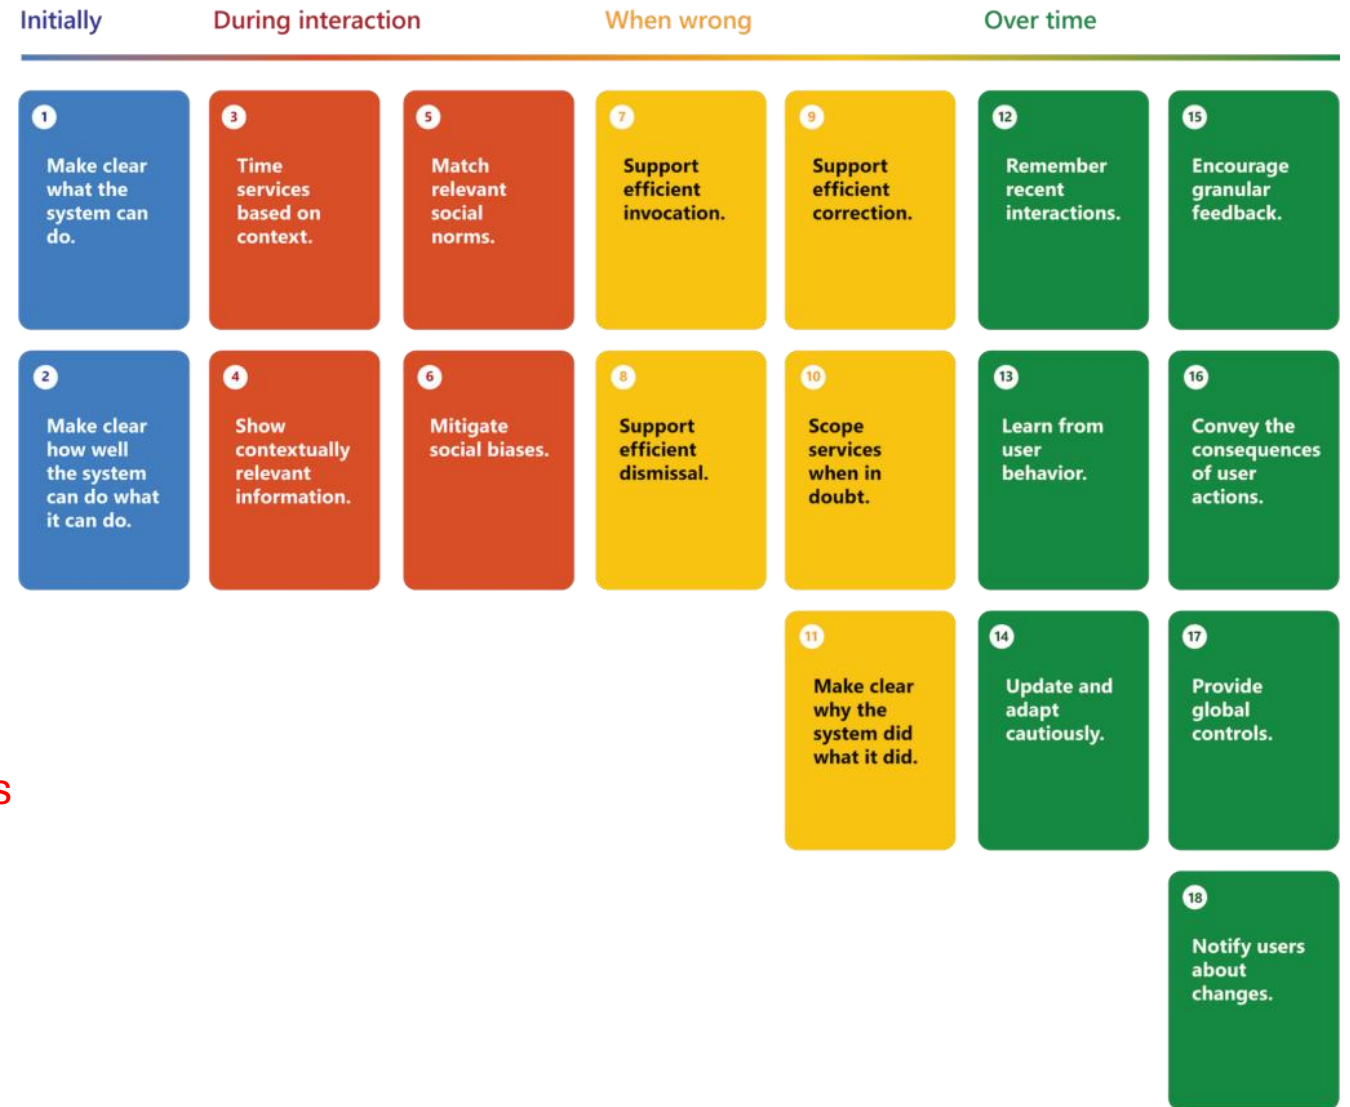 Initially
During interaction
When wrong
Over time
1
Make clear
what the
system can
do.
3
Time
services
based on
context.
5
Match
relevant
social
norms.
7
Support
efficient
invocation.
9
Support
efficient
correction.
12
Remember
recent
interactions.
15
Encourage
granular
feedback.
2
Make clear
how well
the system
can do what
it can do.
4
Show
contextually
relevant
information.
6
Mitigate
social biases.
8
Support
efficient
dismissal.
10
Scope
services
when in
doubt.
13
Learn from
user
behavior.
16
Convey the
consequences
of user
actions.
11
Make clear
why the
system did
what it did.
14
Update and
adapt
cautiously.
17
Provide
global
controls.
s
18
Notify users
about
changes.